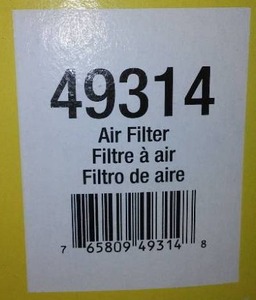 49314
Air Filter
Filtre à air
Filtro de aire
7 65809 49314 8